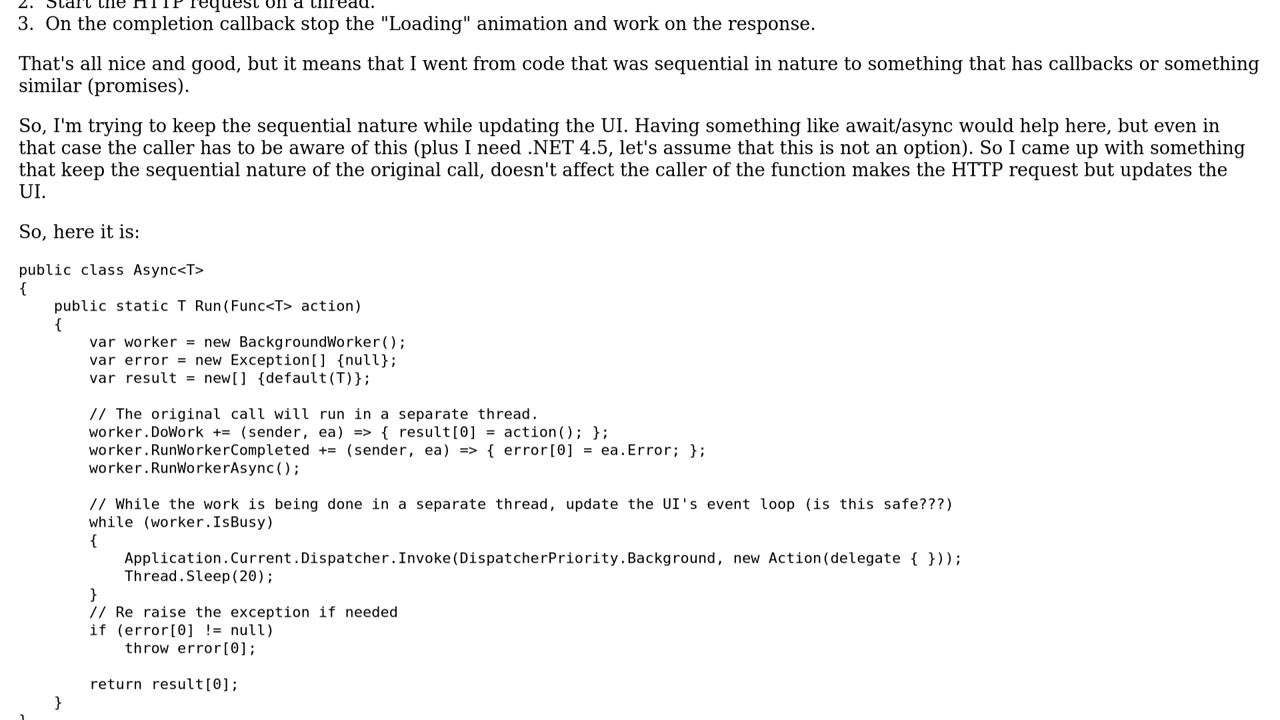 2. Start the HTTP request on a thread.
3. On the completion callback stop the "Loading" animation and work on the response.
That's all nice and good, but it means that I went from code that was sequential in nature to something that has callbacks or something
similar (promises).
So, I'm trying to keep the sequential nature while updating the UI. Having something like await/async would help here, but even in
that case the caller has to be aware of this (plus I need .NET 4.5, let's assume that this is not an option). So I came up with something
that keep the sequential nature of the original call, doesn't affect the caller of the function makes the HTTP request but updates the
UI.
So, here it is:
public class Async<T>
{
    public static T Run(Func<T> action)
    {
        var worker = new BackgroundWorker();
        var error = new Exception[] {null};
        var result = new[] {default(T)};

        // The original call will run in a separate thread.
        worker.DoWork += (sender, ea) => { result[0] = action(); };
        worker.RunWorkerCompleted += (sender, ea) => { error[0] = ea.Error; };
        worker.RunWorkerAsync();

        // While the work is being done in a separate thread, update the UI's event loop (is this safe???)
        while (worker.IsBusy)
        {
            Application.Current.Dispatcher.Invoke(DispatcherPriority.Background, new Action(delegate { }));
            Thread.Sleep(20);
        }
        // Re raise the exception if needed
        if (error[0] != null)
            throw error[0];

        return result[0];
    }
}